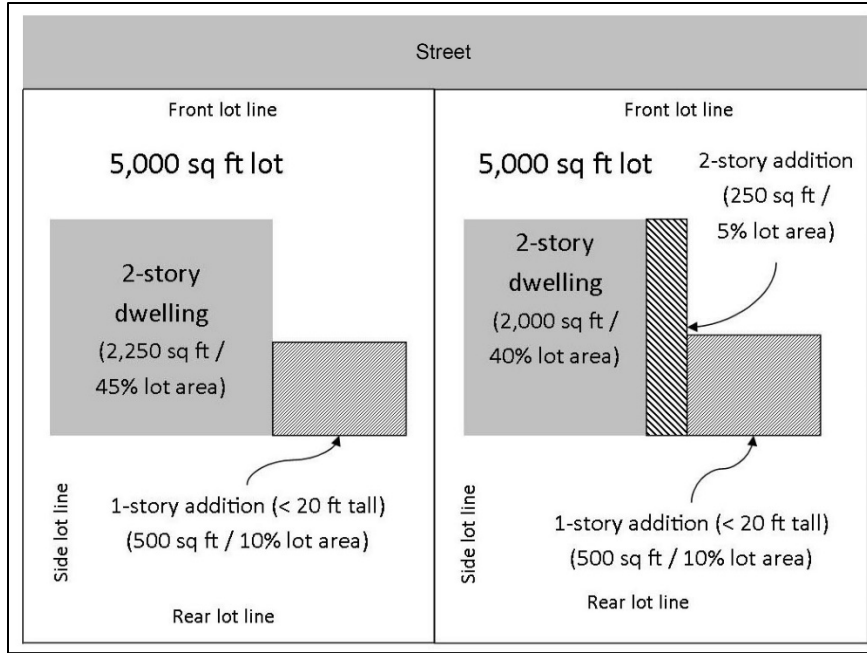 Street
Front lot line
5,000 sq ft lot
2-story
dwelling
(2,250 sq ft /
45% lot area)
1-story addition (< 20 ft tall)
(500 sq ft / 10% lot area)
Side lot line
Rear lot line
Front lot line
5,000 sq ft lot
2-story addition
(250 sq ft /
5% lot area)
2-story
dwelling
(2,000 sq ft /
40% lot area)
1-story addition (< 20 ft tall)
(500 sq ft / 10% lot area)
Side lot line
Rear lot line